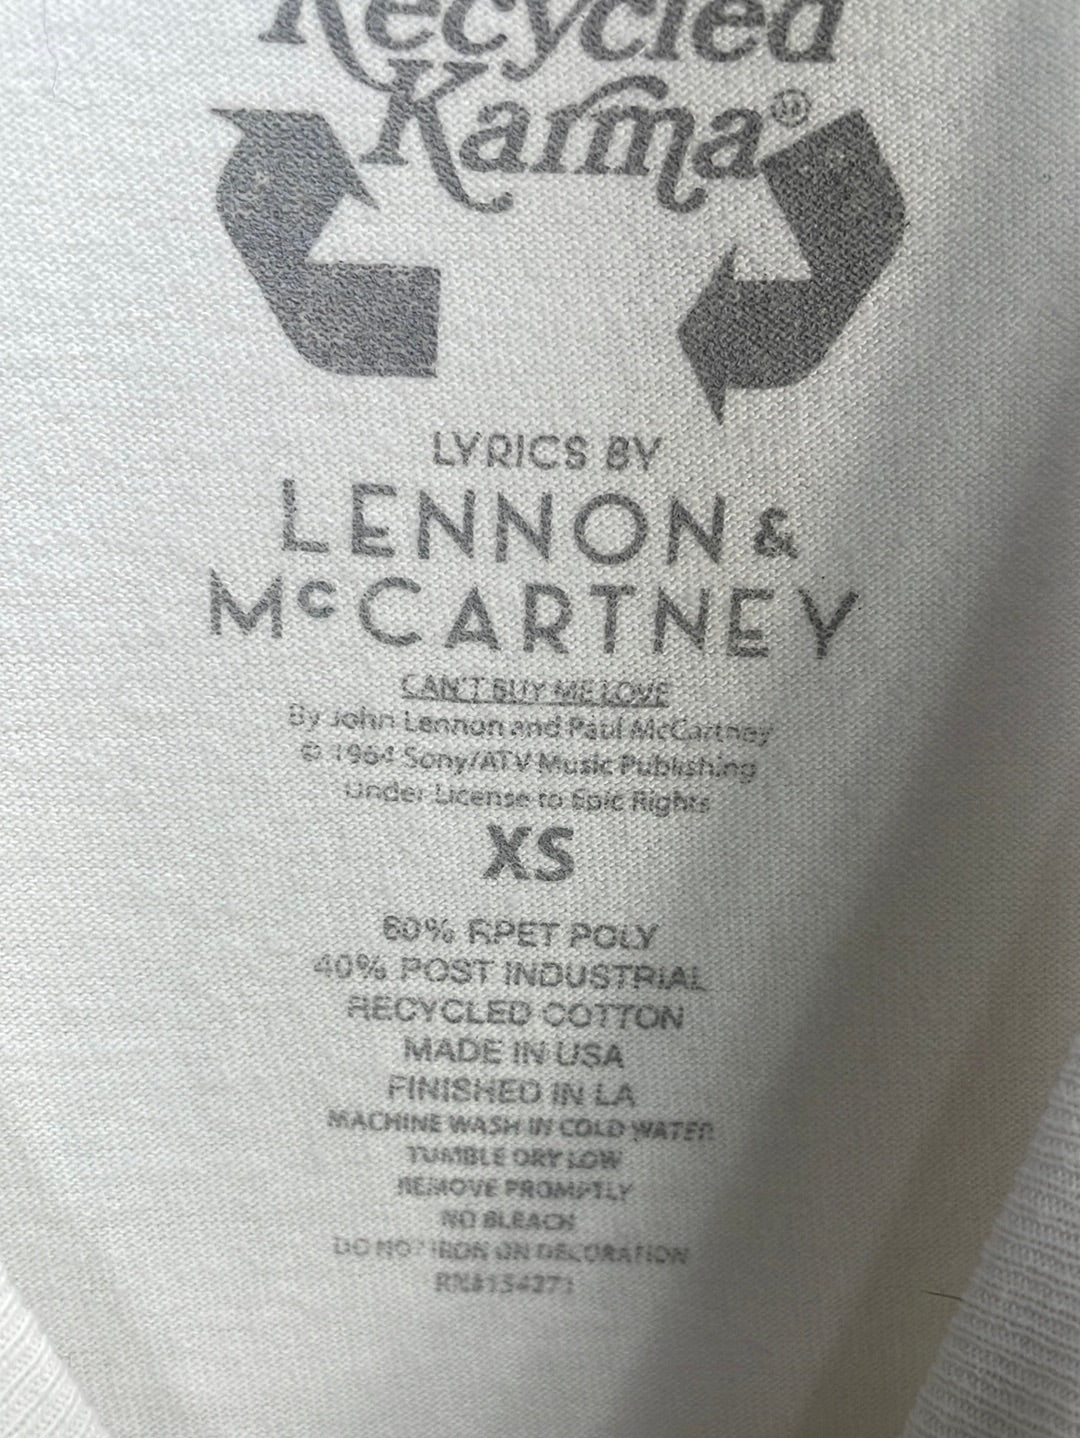 Recycled
Karma®
LYRICS BY
LENNON &
McCARTNEY
CAN'T BUY ME LOVE
By John Lennon and Paul McCartney
© 1964 Sony/ATV Music Publishing
Under License to Epic Rights
XS
60% RPET POLY
40% POST INDUSTRIAL
RECYCLED COTTON
MADE IN USA
FINISHED IN LA
MACHINE WASH IN COLD WATER
TUMBLE DRY LOW
REMOVE PROMPTLY
NO BLEACH
DO NOT IRON ON DECORATION
RN#154271